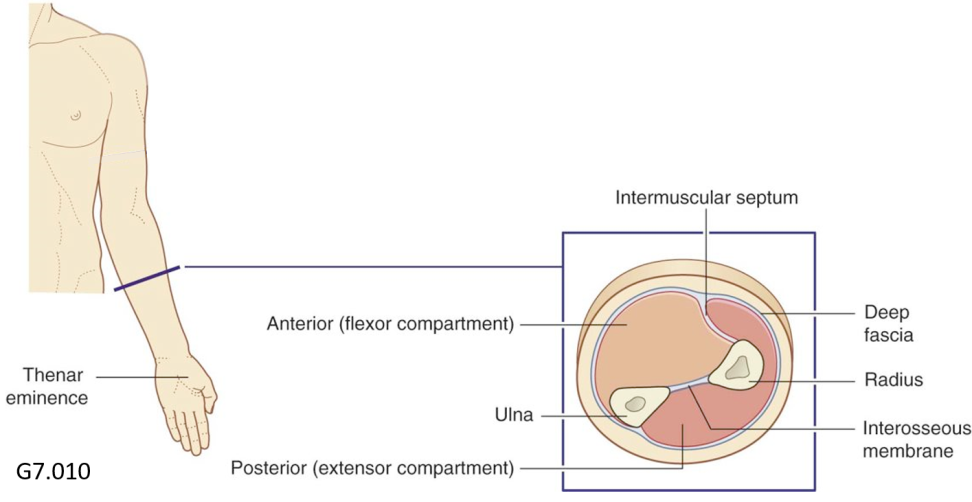 Intermuscular septum
Anterior (flexor compartment)
Deep
fascia
Thenar
eminence
Radius
Ulna
Interosseous
membrane
Posterior (extensor compartment)
G7.010